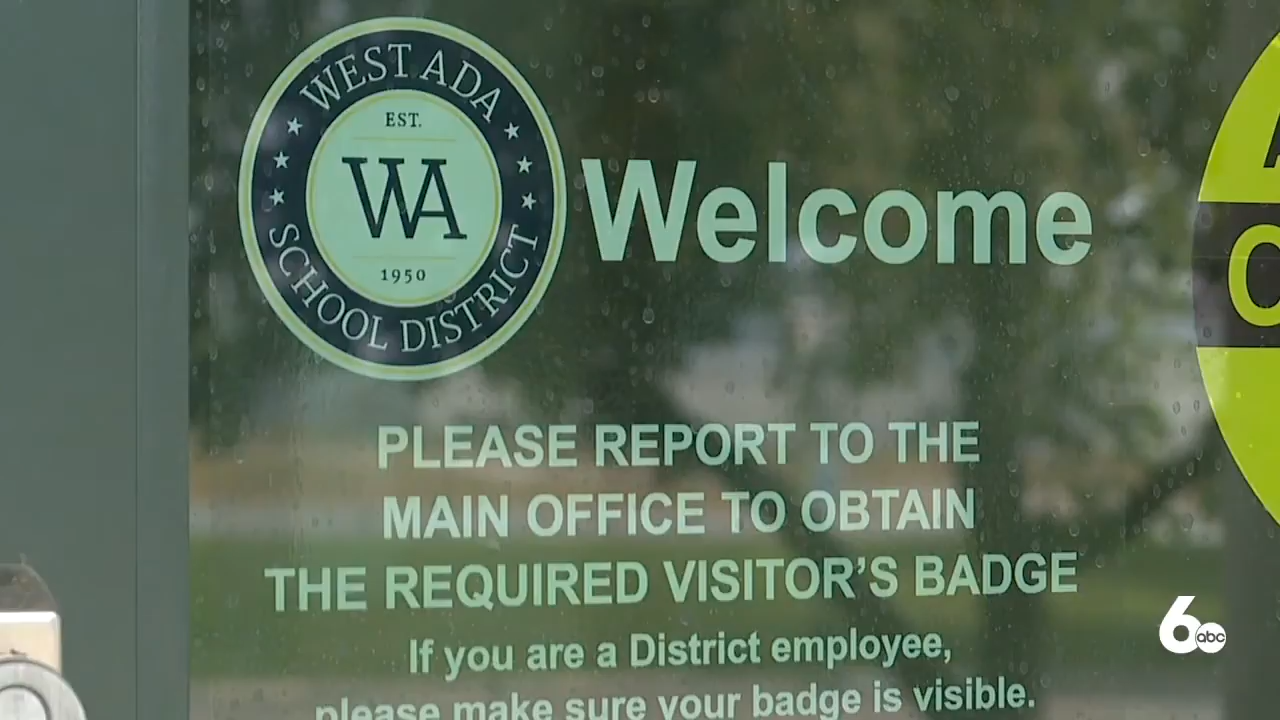 WEST ADA
EST.
WA
1950
SCHOOL DISTRICT
Welcome
PLEASE REPORT TO THE
MAIN OFFICE TO OBTAIN
THE REQUIRED VISITOR'S BADGE
If you are a District employee,
please make sure your badge is visible.
6abc